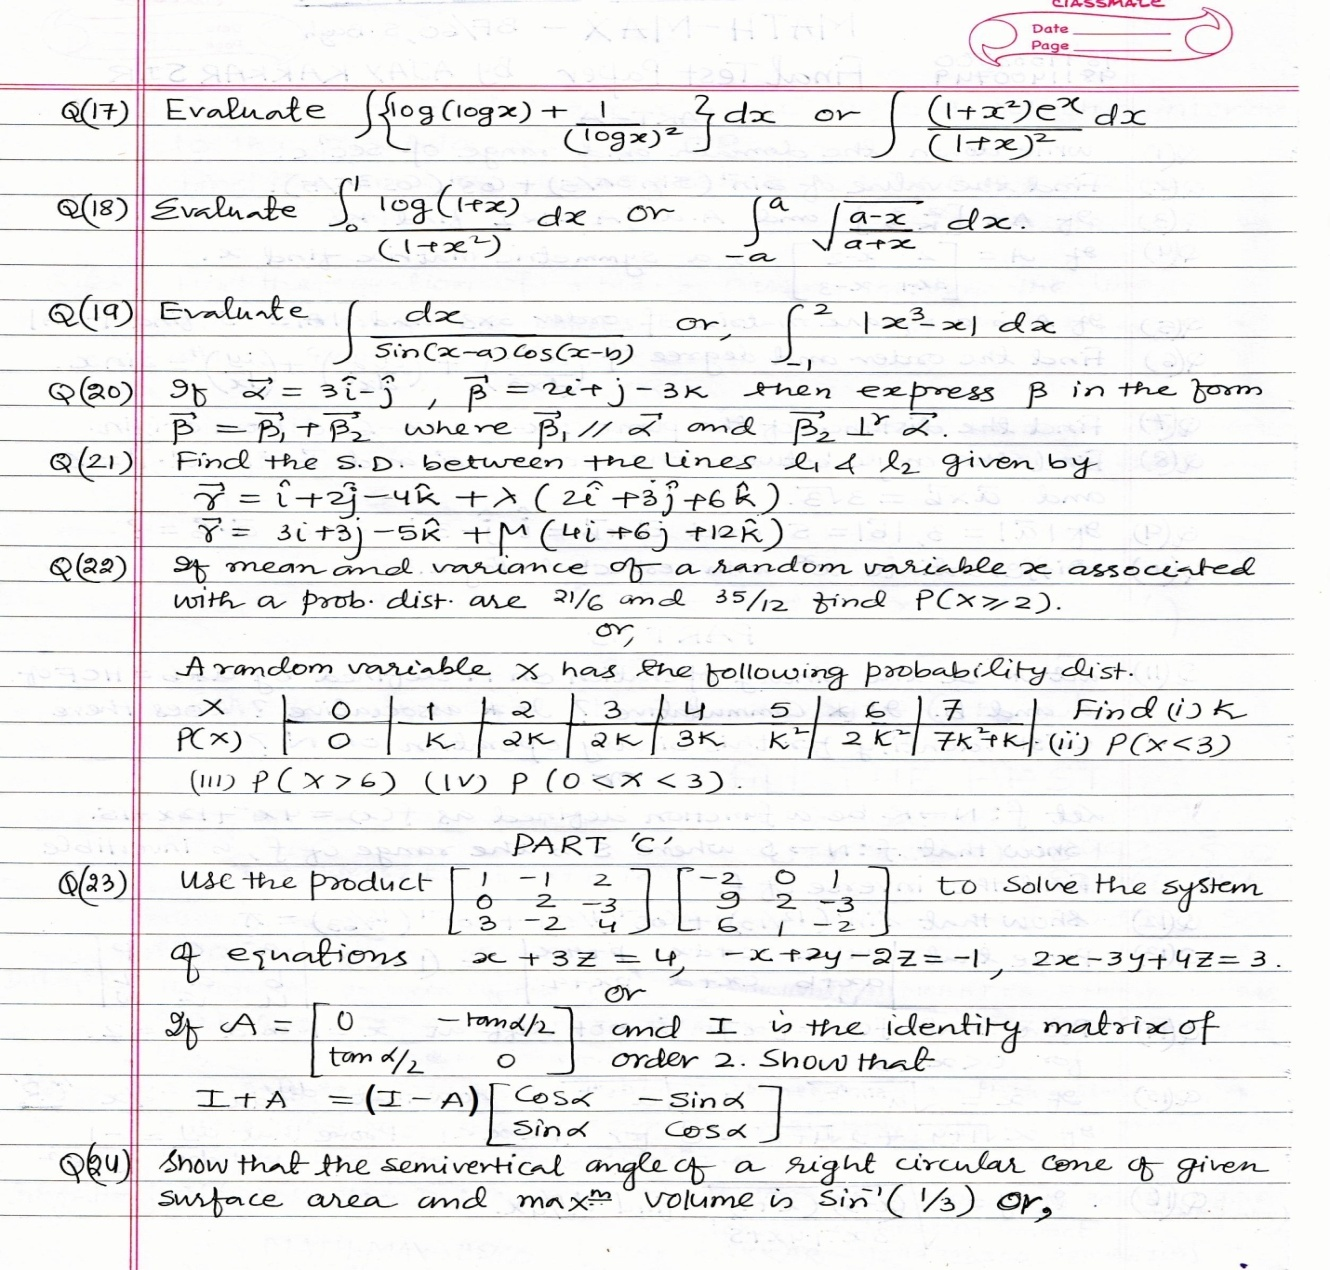 classmate
Date
Page
Q(17) Evaluate ∫{log(logx) + 1/(logx)²} dx or ∫ (1+x²)eˣ/(1+x)² dx
Q(18) Evaluate ∫₀¹ log(1+x)/(1+x²) dx or ∫₋ₐᵃ √((a-x)/(a+x)) dx.
Q(19) Evaluate ∫ dx/(Sin(x-a) Cos(x-b)) or, ∫₋₁² |x³-x| dx
Q(20) If α⃗ = 3î-ĵ , β⃗ = 2i+j-3k then express β in the form
β⃗ = β⃗₁ + β⃗₂ where β⃗₁ // α⃗ and β⃗₂ ⊥ʳ α⃗.
Q(21) Find the S.D. between the lines l₁ & l₂ given by
r⃗ = î+2ĵ-4k̂ + λ(2î+3ĵ+6k̂)
r⃗ = 3i+3j-5k̂ + μ(4i+6j+12k̂)
Q(22) If mean and variance of a random variable x associated
with a prob. dist. are 21/6 and 35/12 find P(X≥2).
or,
A random variable X has the following probability dist.
X | 0 | 1 | 2 | 3 | 4 | 5 | 6 | 7 Find (i) K
P(X) | 0 | K | 2K | 2K | 3K | K² | 2K² | 7K²+K (ii) P(X<3)
(iii) P(X>6) (iv) P(0<X<3).
PART 'C'
Q(23) Use the product [1 -1 2; 0 2 -3; 3 -2 4] [-2 0 1; 9 2 -3; 6 1 -2] to solve the system
of equations x+3z=4, -x+2y-2z=-1, 2x-3y+4z=3.
or
If A = [0 -tanα/2; tanα/2 0] and I is the identity matrix of
order 2. Show that
I+A = (I-A)[Cosα -Sinα; Sinα Cosα]
Q(24) Show that the semivertical angle of a right circular cone of given
surface area and maxᵐ volume is sin⁻¹(1/3) or,